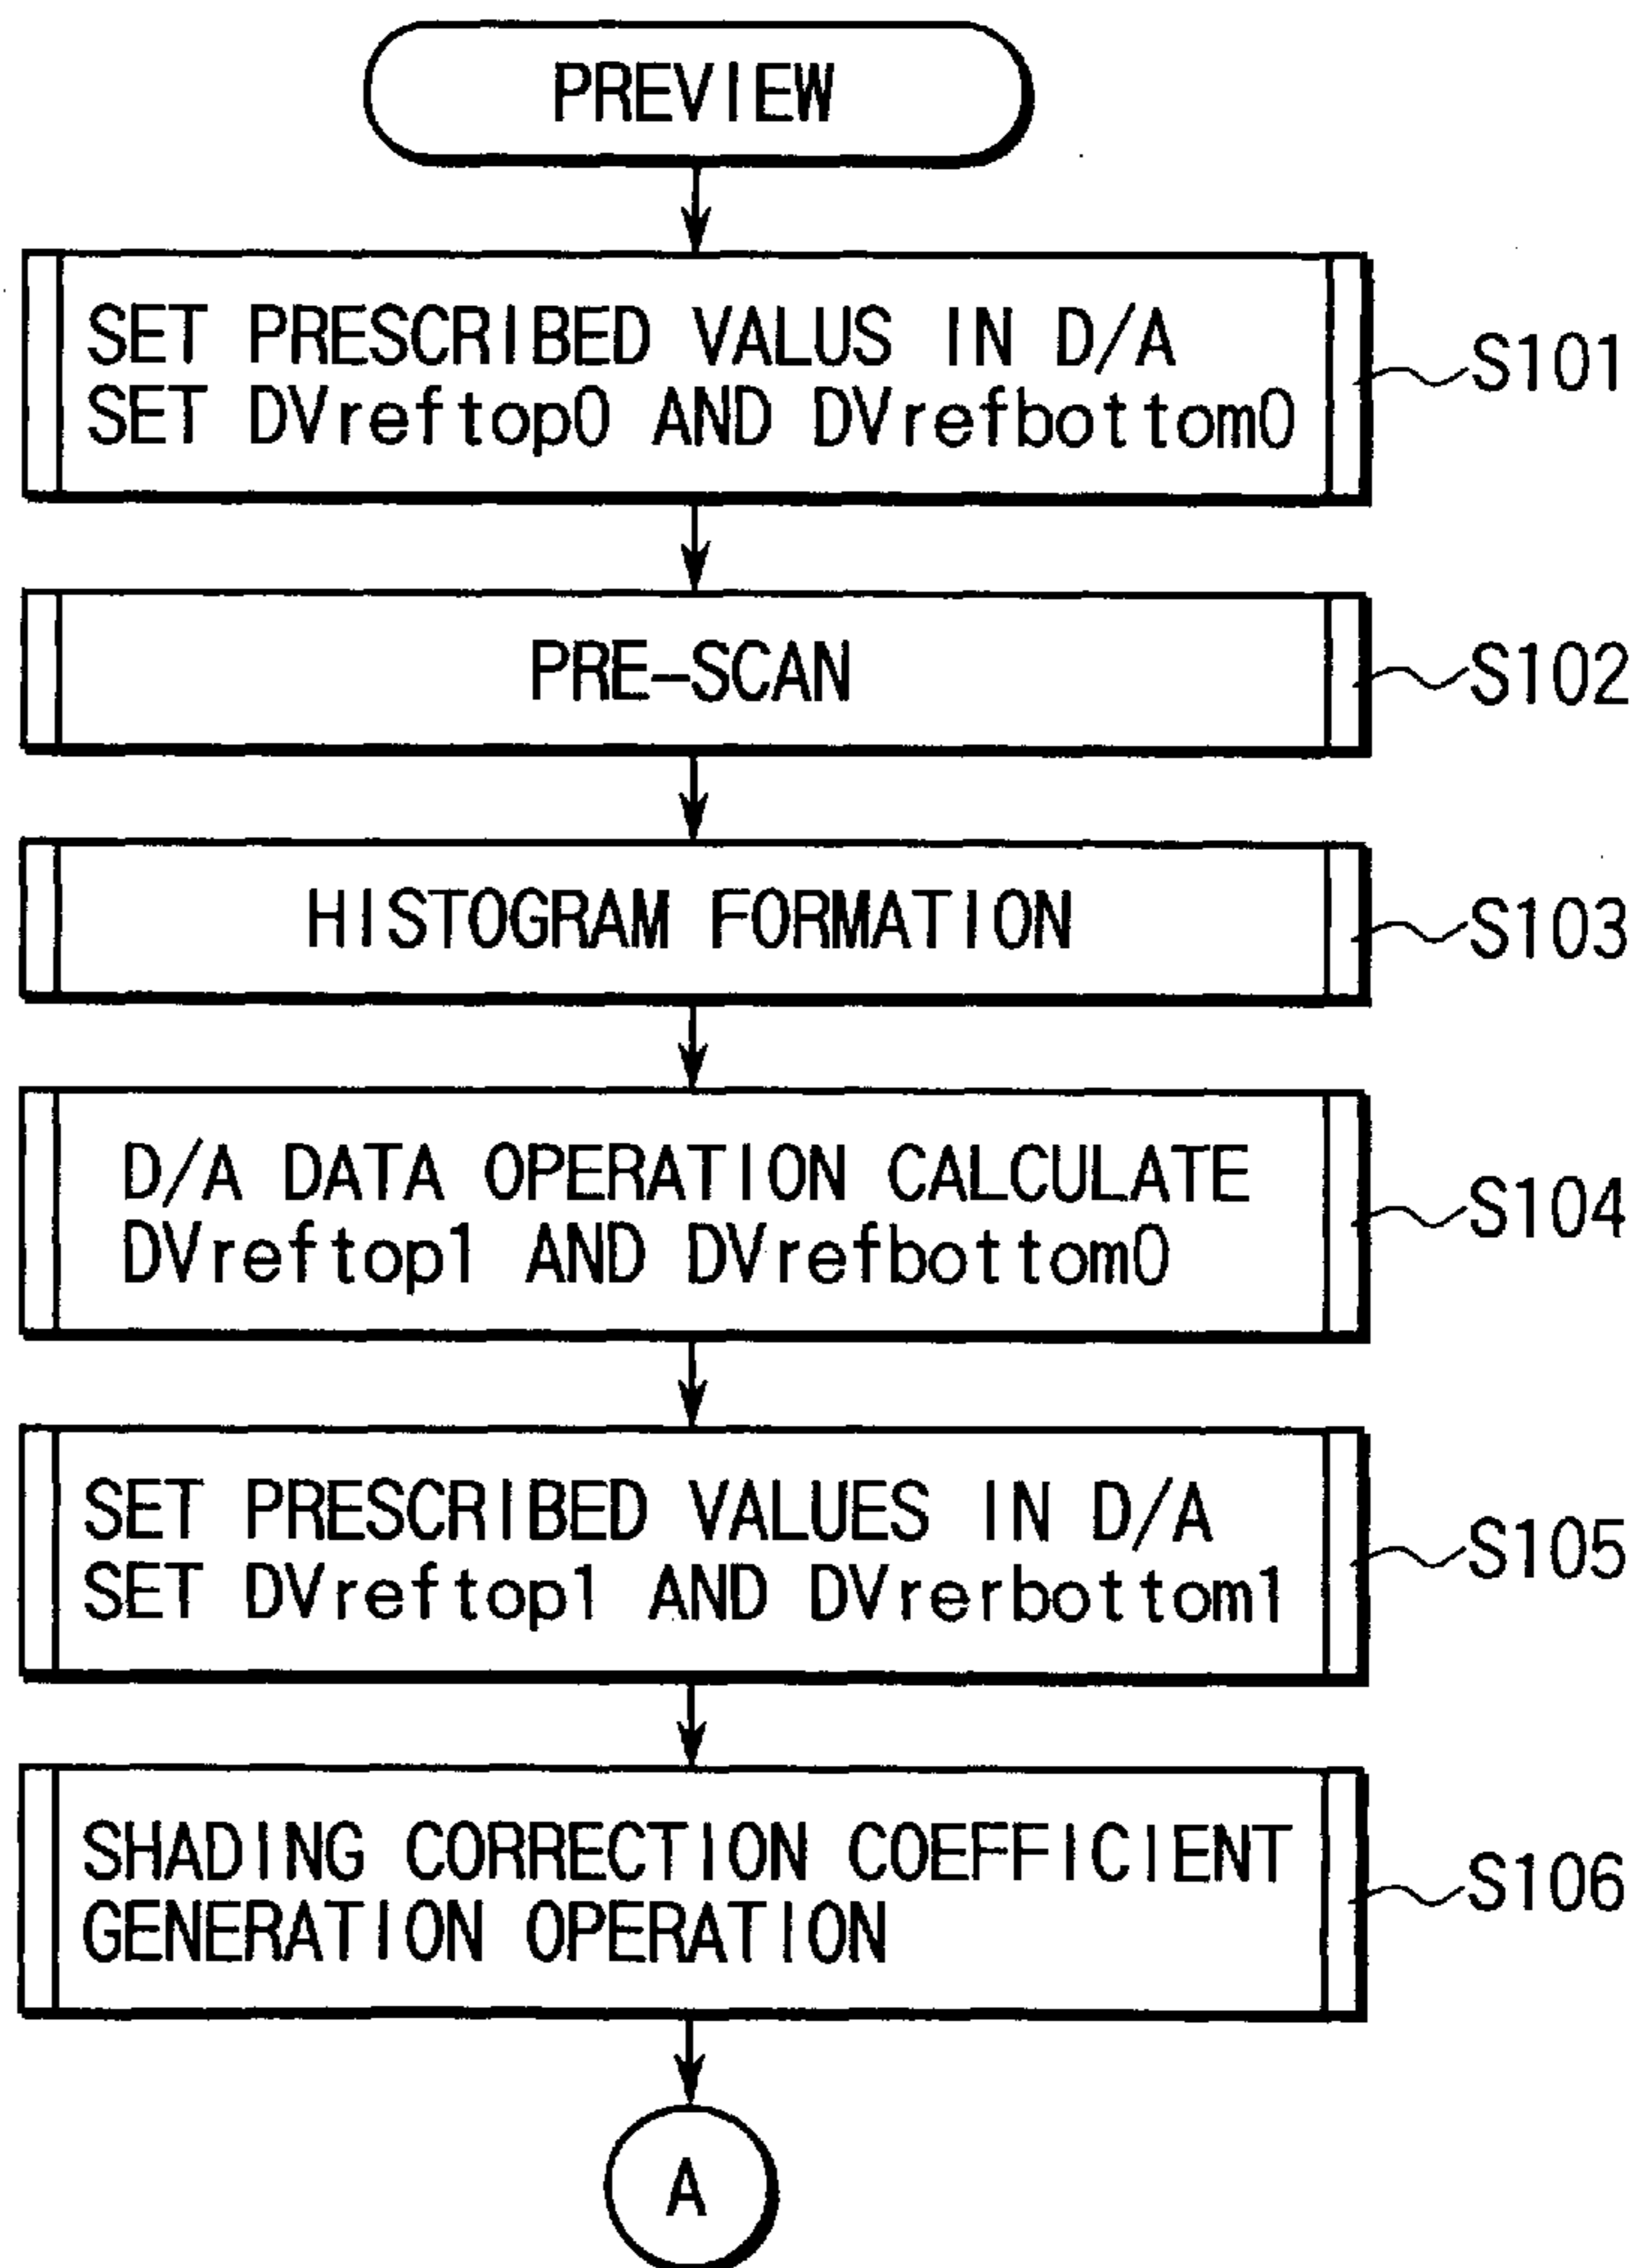 PREVIEW
SET PRESCRIBED VALUS IN D/A
SET DVreftop0 AND DVrefbottom0
S101
PRE-SCAN
S102
HISTOGRAM FORMATION
S103
D/A DATA OPERATION CALCULATE
DVreftop1 AND DVrefbottom0
S104
SET PRESCRIBED VALUES IN D/A
SET DVreftop1 AND DVrerbottom1
S105
SHADING CORRECTION COEFFICIENT
GENERATION OPERATION
S106
A